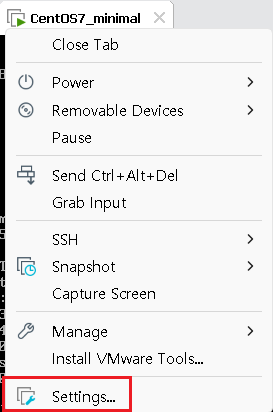 CentOS7_minimal
Close Tab
Power
Removable Devices
Pause
Send Ctrl+Alt+Del
Grab Input
SSH
Snapshot
Capture Screen
Manage
Install VMware Tools...
Settings...